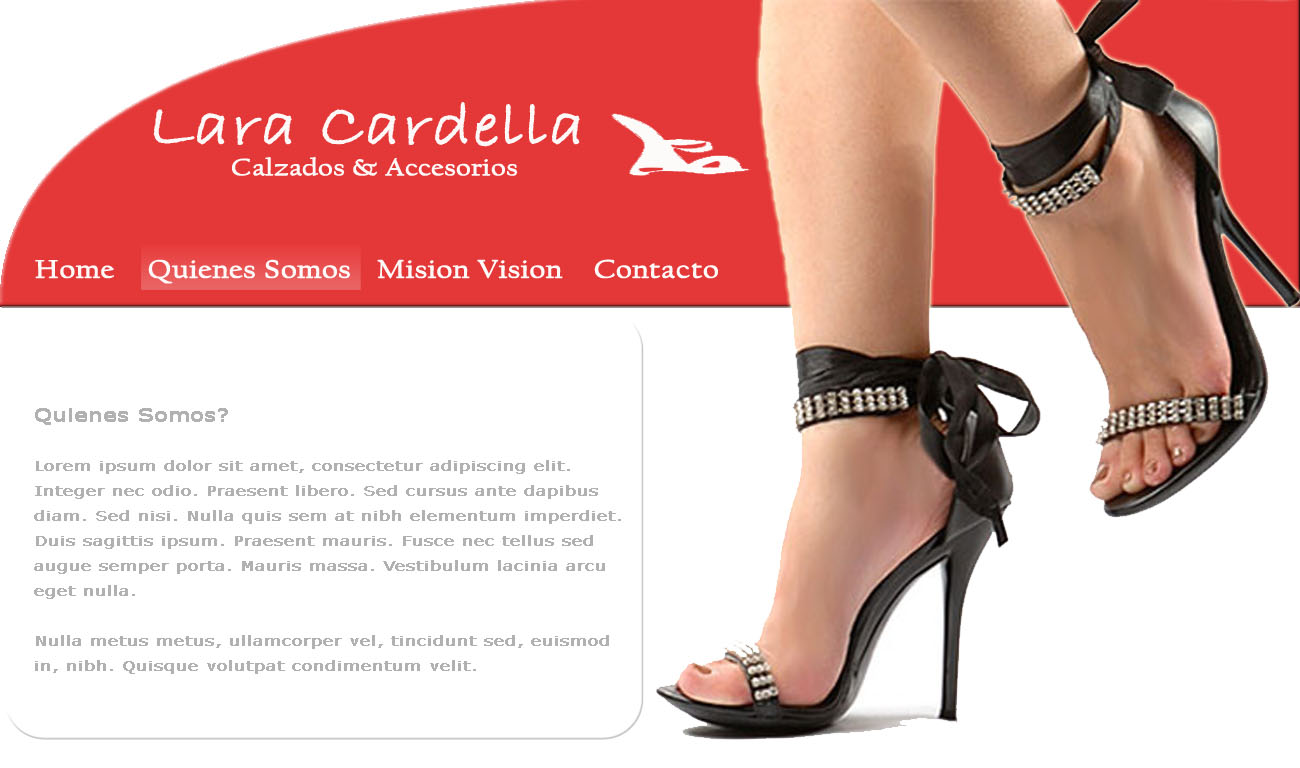 Lara Cardella
Calzados & Accesorios
Home Quienes Somos Mision Vision Contacto
Quienes Somos?
Lorem ipsum dolor sit amet, consectetur adipiscing elit.
Integer nec odio. Praesent libero. Sed cursus ante dapibus
diam. Sed nisi. Nulla quis sem at nibh elementum imperdiet.
Duis sagittis ipsum. Praesent mauris. Fusce nec tellus sed
augue semper porta. Mauris massa. Vestibulum lacinia arcu
eget nulla.
Nulla metus metus, ullamcorper vel, tincidunt sed, euismod
in, nibh. Quisque volutpat condimentum velit.